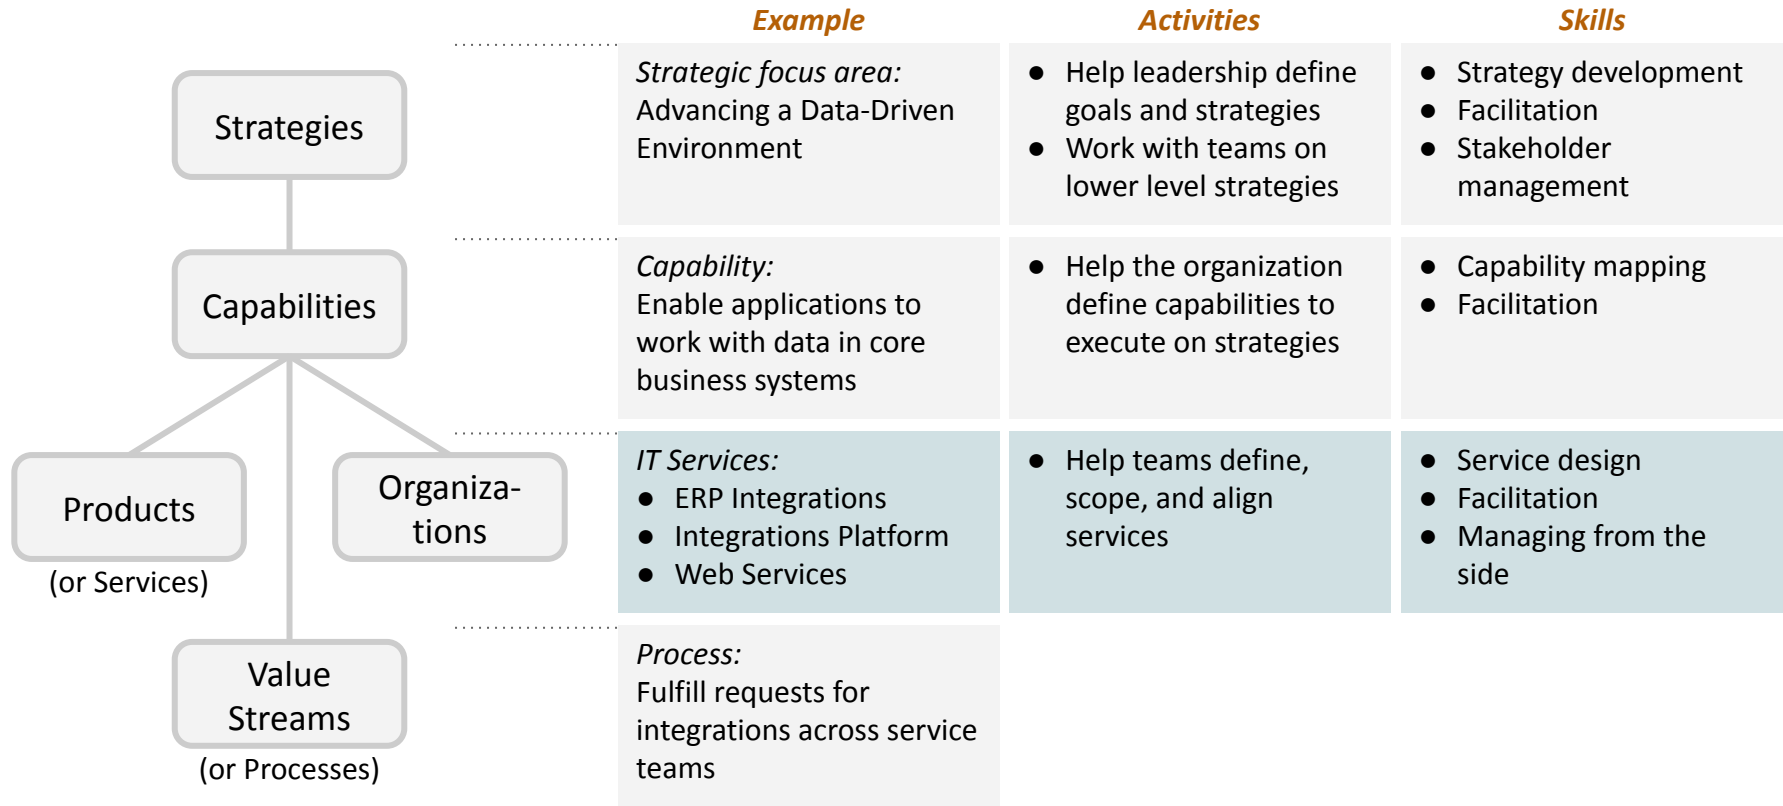 Example
Activities
Skills
Strategies
Strategic focus area:
Advancing a Data-Driven
Environment
● Help leadership define
goals and strategies
● Work with teams on
lower level strategies
● Strategy development
● Facilitation
● Stakeholder
management
Capabilities
Capability:
Enable applications to
work with data in core
business systems
● Help the organization
define capabilities to
execute on strategies
● Capability mapping
● Facilitation
Products
(or Services)
Organiza-
tions
IT Services:
● ERP Integrations
● Integrations Platform
● Web Services
● Help teams define,
scope, and align
services
● Service design
● Facilitation
● Managing from the
side
Value
Streams
(or Processes)
Process:
Fulfill requests for
integrations across service
teams